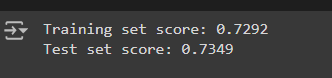 Training set score: 0.7292
Test set score: 0.7349